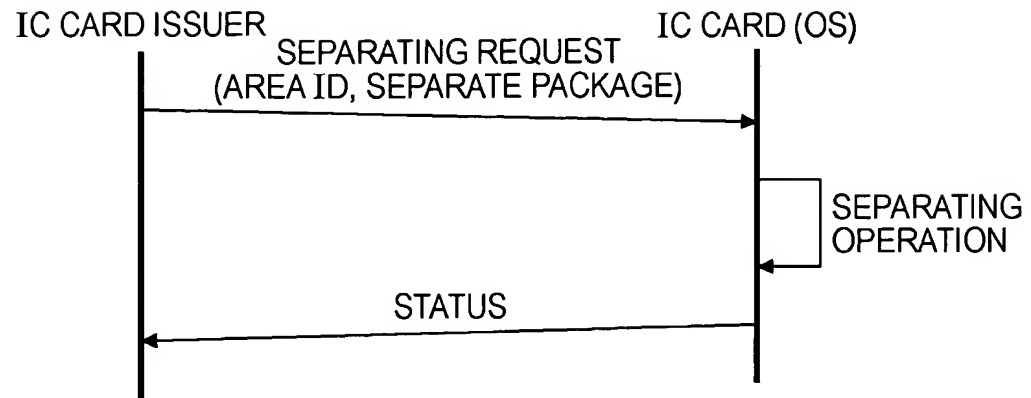 IC CARD ISSUER
IC CARD (OS)
SEPARATING REQUEST
(AREA ID, SEPARATE PACKAGE)
SEPARATING
OPERATION
STATUS